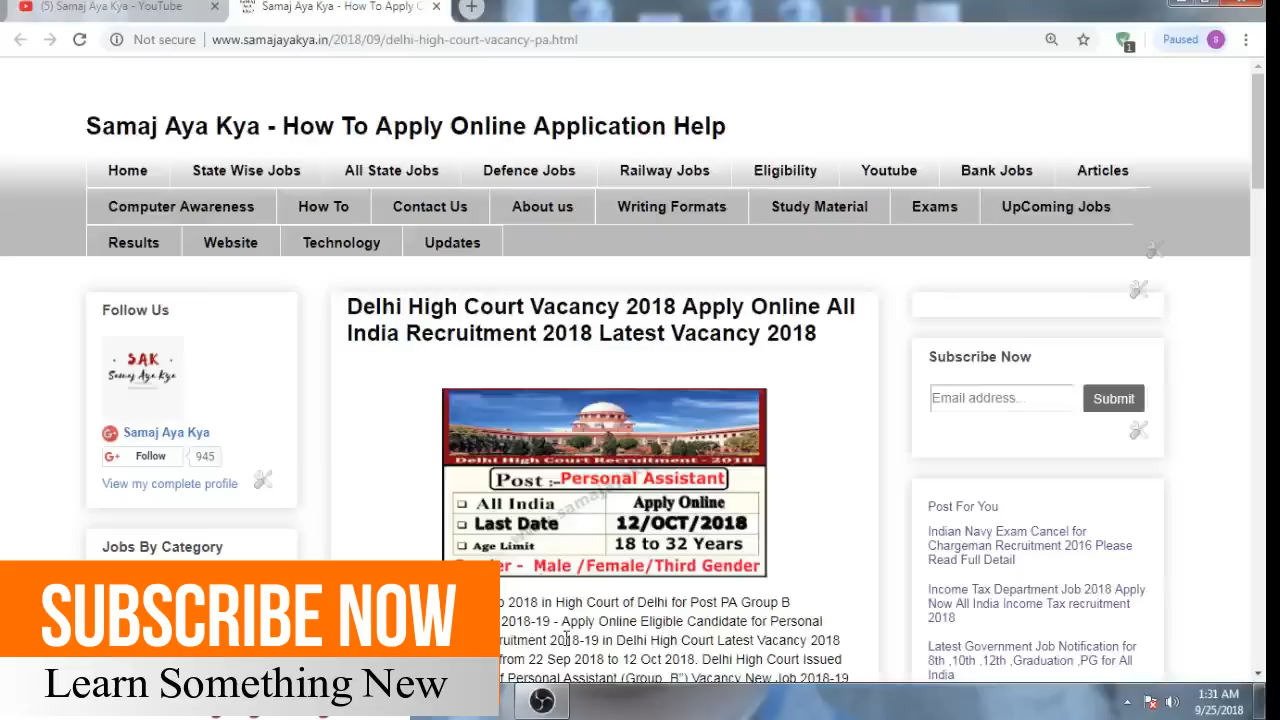 (5) Samaj Aya Kya - YouTube
Samaj Aya Kya - How To Apply C
Not secure
www.samajayakya.in/2018/09/delhi-high-court-vacancy-pa.html
1
Paused
S
Samaj Aya Kya - How To Apply Online Application Help
Home State Wise Jobs All State Jobs Defence Jobs Railway Jobs Eligibility Youtube Bank Jobs Articles
Computer Awareness How To Contact Us About us Writing Formats Study Material Exams UpComing Jobs
Results Website Technology Updates
Follow Us
· SAK ·
Samaj Aya Kya
Samaj Aya Kya
G+ Follow 945
View my complete profile
Jobs By Category
Delhi High Court Vacancy 2018 Apply Online All
India Recruitment 2018 Latest Vacancy 2018
Delhi High Court Recruitment - 2018
Post :-Personal Assistant
All India Apply Online
Last Date 12/OCT/2018
Age Limit 18 to 32 Years
- Male /Female/Third Gender
2018 in High Court of Delhi for Post PA Group B
2018-19 - Apply Online Eligible Candidate for Personal
2018-19 in Delhi High Court Latest Vacancy 2018
from 22 Sep 2018 to 12 Oct 2018. Delhi High Court Issued
of Personal Assistant (Group, B") Vacancy New Job 2018-19
Subscribe Now
Email address...
Submit
Post For You
Indian Navy Exam Cancel for
Chargeman Recruitment 2016 Please
Read Full Detail
Income Tax Department Job 2018 Apply
Now All India Income Tax recruitment
2018
Latest Government Job Notification for
8th ,10th ,12th ,Graduation ,PG for All
India
SUBSCRIBE NOW
Learn Something New
1:31 AM
9/25/2018